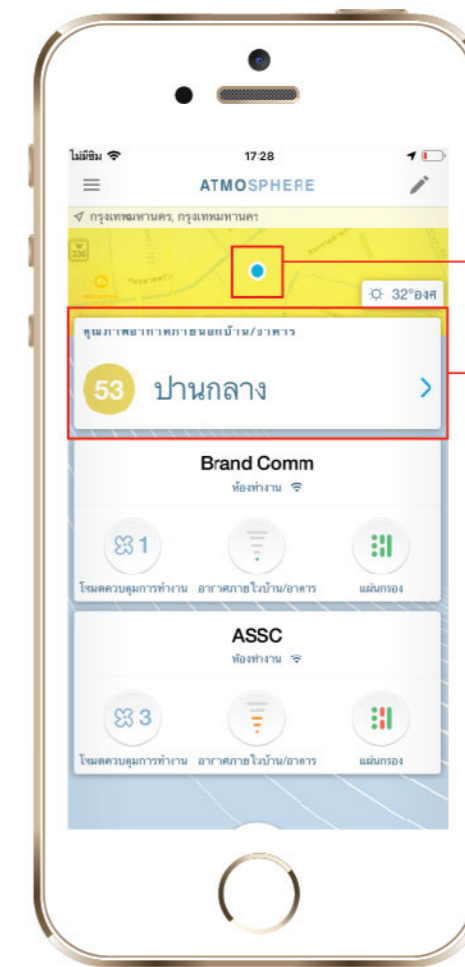 ไม่มีซิม 17:28
ATMOSPHERE
กรุงเทพมหานคร, กรุงเทพมหานคร
336
32°องศ
คุณภาพอากาศภายนอกบ้าน/อาคาร
53 ปานกลาง
Brand Comm
ห้องทำงาน
1
โหมดควบคุมการทำงาน อากาศภายในบ้าน/อาคาร แผ่นกรอง
ASSC
ห้องทำงาน
3
โหมดควบคุมการทำงาน อากาศภายในบ้าน/อาคาร แผ่นกรอง